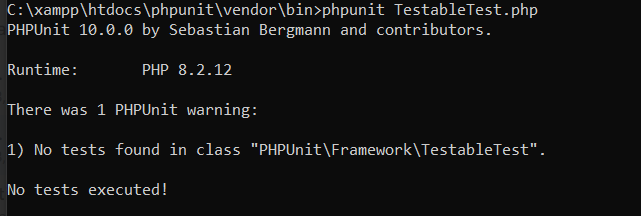 C:\xampp\htdocs\phpunit\vendor\bin>phpunit TestableTest.php
PHPUnit 10.0.0 by Sebastian Bergmann and contributors.
Runtime:       PHP 8.2.12
There was 1 PHPUnit warning:
1) No tests found in class "PHPUnit\Framework\TestableTest".
No tests executed!